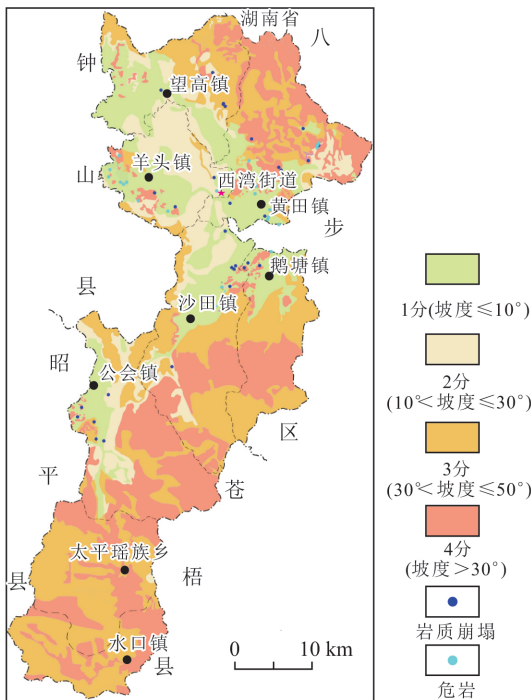 湖南省
八
钟
望高镇
羊头镇
山
西湾街道
黄田镇
步
鹅塘镇
县
沙田镇
昭
公会镇
区
平
苍
太平瑶族乡
梧
县
水口镇
县
0 10 km
1分(坡度≤10°)
2分
(10°<坡度≤30°)
3分
(30°<坡度≤50°)
4分
(坡度>30°)
岩质崩塌
危岩